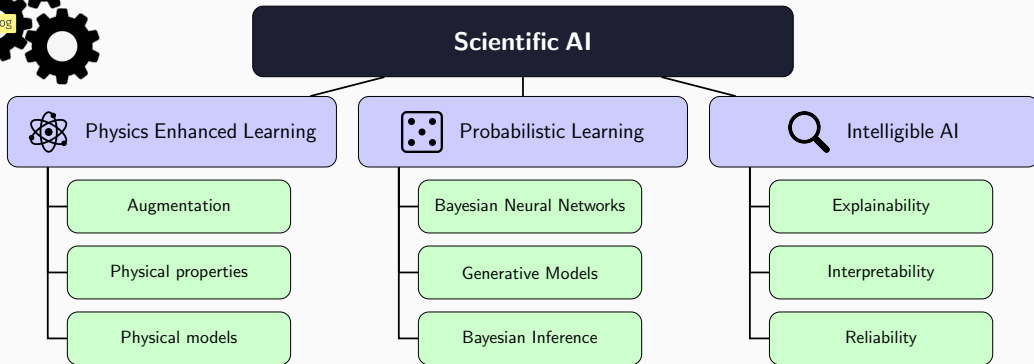 og
Scientific AI
Physics Enhanced Learning
Probabilistic Learning
Intelligible AI
Augmentation
Bayesian Neural Networks
Explainability
Physical properties
Generative Models
Interpretability
Physical models
Bayesian Inference
Reliability